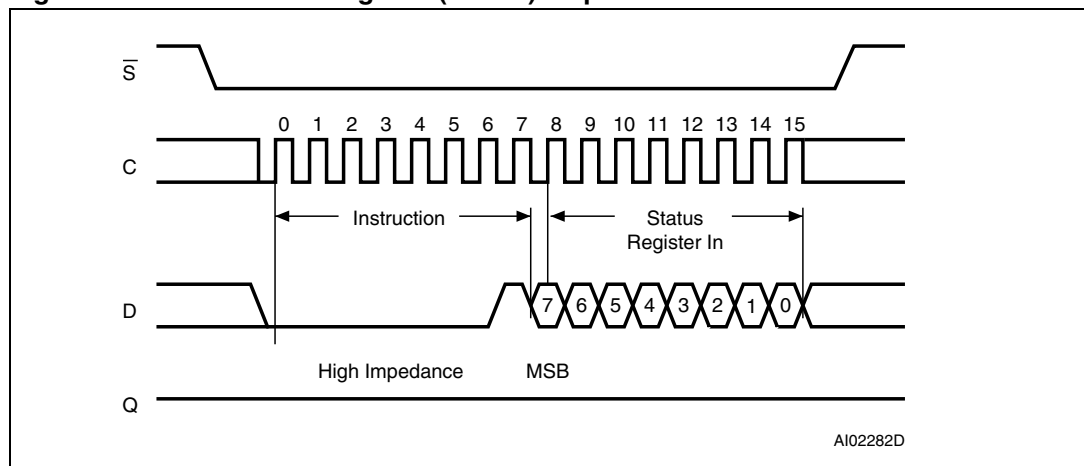 S
0 1 2 3 4 5 6 7 8 9 10 11 12 13 14 15
C
Instruction
Status
Register In
D
7 6 5 4 3 2 1 0
High Impedance
MSB
Q
AI02282D